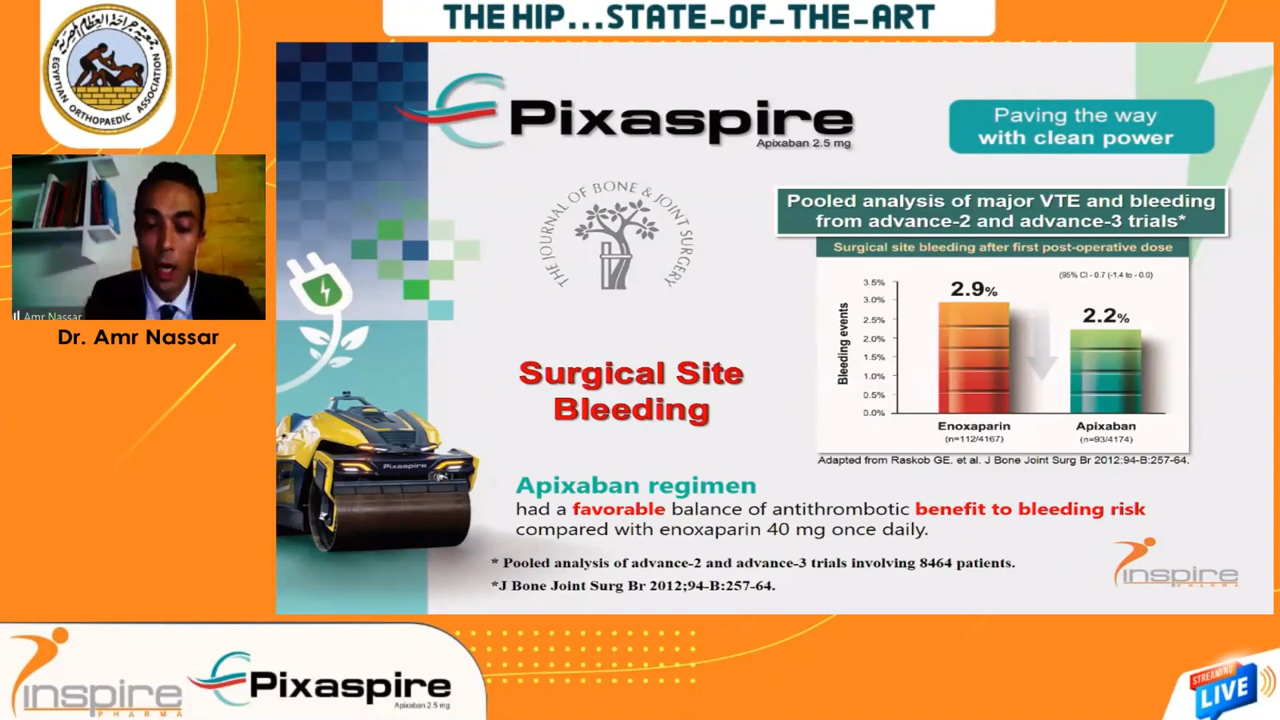 THE HIP...STATE-OF-THE-ART
EGYPTIAN ORTHOPAEDIC ASSOCIATION
Pixaspire
Apixaban 2.5 mg
Paving the way
with clean power
THE JOURNAL OF BONE & JOINT SURGERY
Pooled analysis of major VTE and bleeding
from advance-2 and advance-3 trials*
Surgical site bleeding after first post-operative dose
(95% CI - 0.7 (-1.4 to - 0.0)
Bleeding events
3.5%
3.0%
2.5%
2.0%
1.5%
1.0%
0.5%
0.0%
2.9%
2.2%
Enoxaparin
(n=112/4167)
Apixaban
(n=93/4174)
Adapted from Raskob GE, et al. J Bone Joint Surg Br 2012;94-B:257-64.
Amr Nassar
Dr. Amr Nassar
Surgical Site
Bleeding
Pixaspire
Apixaban regimen
had a favorable balance of antithrombotic benefit to bleeding risk
compared with enoxaparin 40 mg once daily.
* Pooled analysis of advance-2 and advance-3 trials involving 8464 patients.
*J Bone Joint Surg Br 2012;94-B:257-64.
inspire
PHARMA
inspire
PHARMA
Pixaspire
Apixaban 2.5 mg
STREAMING
LIVE